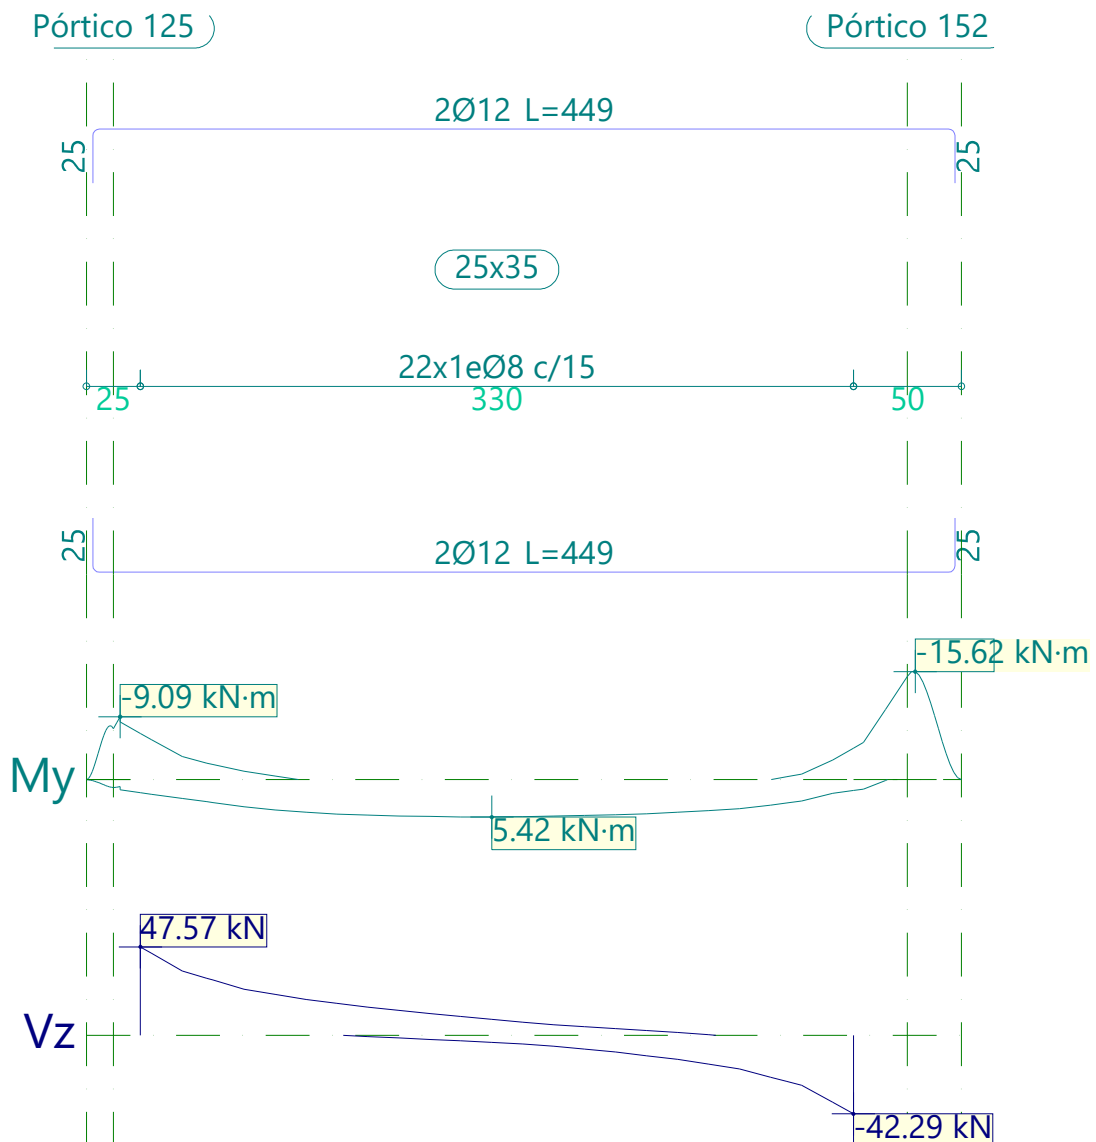 Pórtico 125
Pórtico 152
2Ø12 L=449
25
25
25x35
22x1eØ8 c/15
25
330
50
25
25
2Ø12 L=449
-15.62 kN·m
-9.09 kN·m
My
5.42 kN·m
47.57 kN
Vz
-42.29 kN